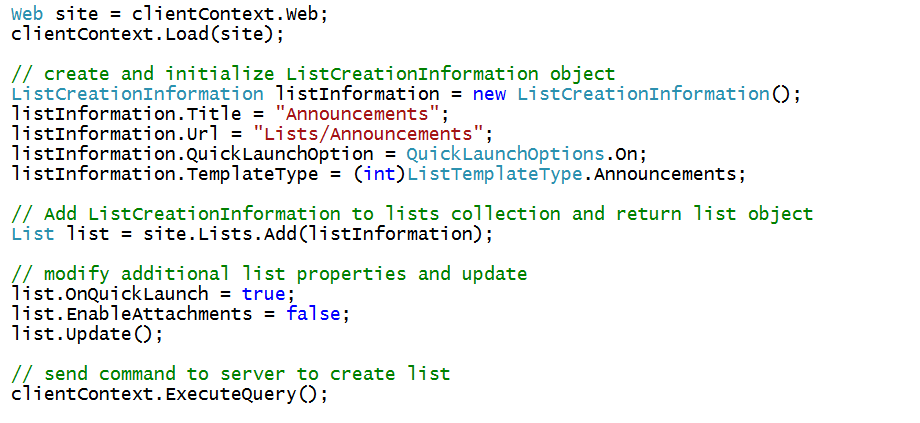 Web site = clientContext.Web;
clientContext.Load(site);
// create and initialize ListCreationInformation object
ListCreationInformation listInformation = new ListCreationInformation();
listInformation.Title = "Announcements";
listInformation.Url = "Lists/Announcements";
listInformation.QuickLaunchOption = QuickLaunchOptions.On;
listInformation.TemplateType = (int)ListTemplateType.Announcements;
// Add ListCreationInformation to lists collection and return list object
List list = site.Lists.Add(listInformation);
// modify additional list properties and update
list.OnQuickLaunch = true;
list.EnableAttachments = false;
list.Update();
// send command to server to create list
clientContext.ExecuteQuery();